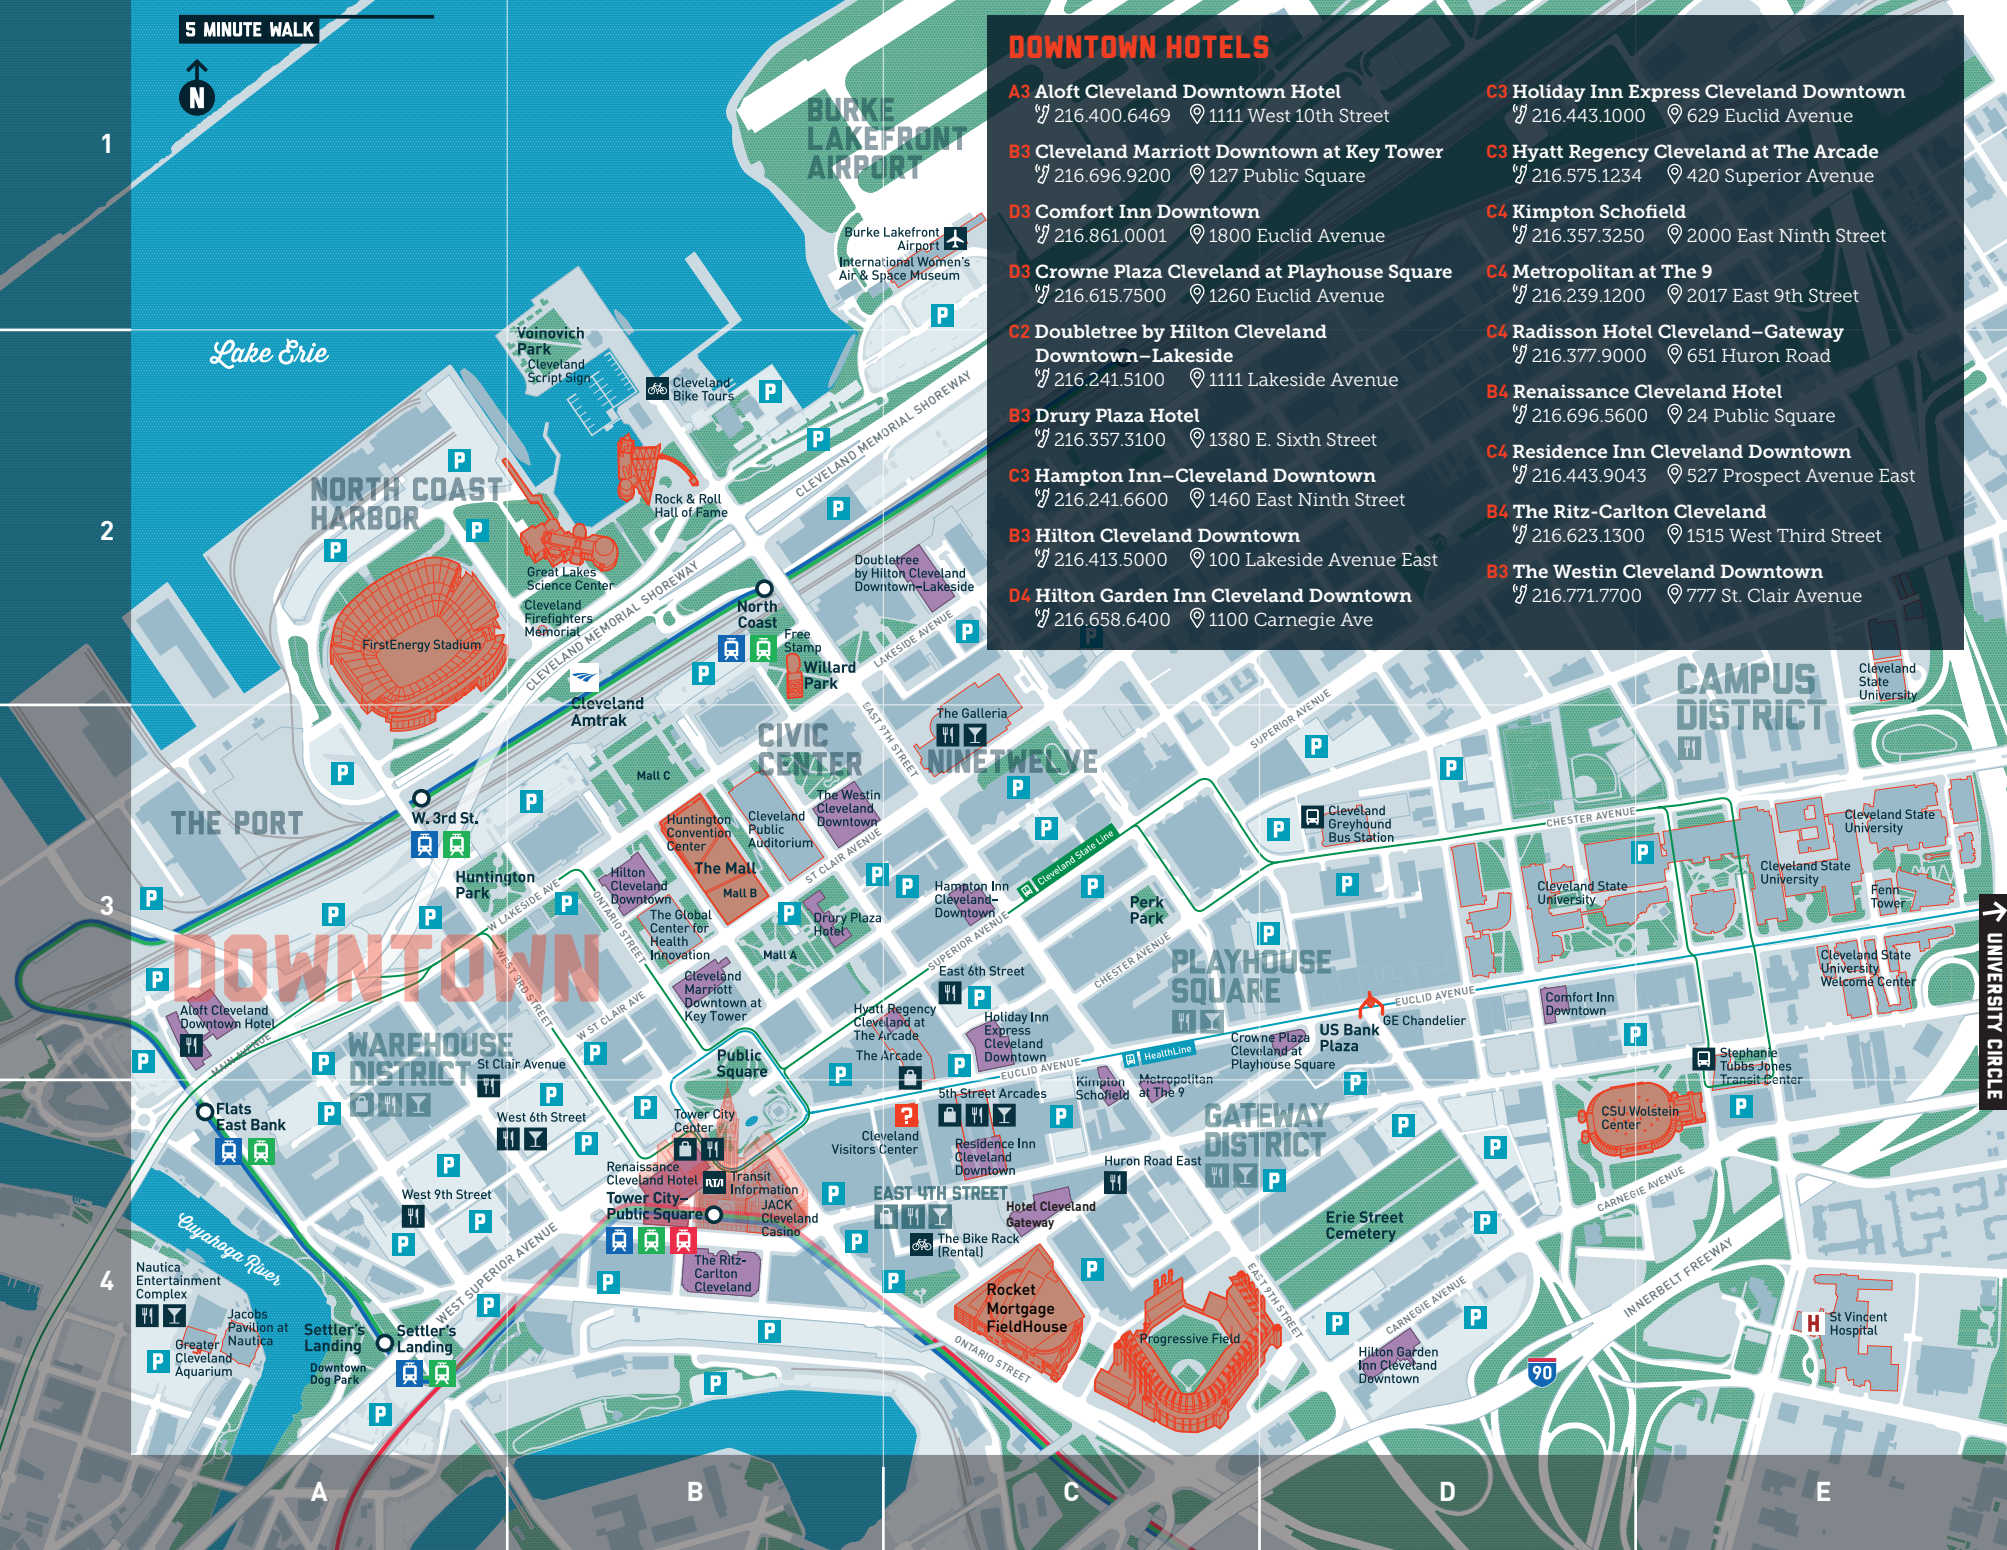 5 MINUTE WALK
N
1
2
3
4
A
B
C
D
E
DOWNTOWN HOTELS
A3 Aloft Cleveland Downtown Hotel
216.400.6469 1111 West 10th Street
B3 Cleveland Marriott Downtown at Key Tower
216.696.9200 127 Public Square
D3 Comfort Inn Downtown
216.861.0001 1800 Euclid Avenue
D3 Crowne Plaza Cleveland at Playhouse Square
216.615.7500 1260 Euclid Avenue
C2 Doubletree by Hilton Cleveland
Downtown–Lakeside
216.241.5100 1111 Lakeside Avenue
B3 Drury Plaza Hotel
216.357.3100 1380 E. Sixth Street
C3 Hampton Inn–Cleveland Downtown
216.241.6600 1460 East Ninth Street
B3 Hilton Cleveland Downtown
216.413.5000 100 Lakeside Avenue East
D4 Hilton Garden Inn Cleveland Downtown
216.658.6400 1100 Carnegie Ave
C3 Holiday Inn Express Cleveland Downtown
216.443.1000 629 Euclid Avenue
C3 Hyatt Regency Cleveland at The Arcade
216.575.1234 420 Superior Avenue
C4 Kimpton Schofield
216.357.3250 2000 East Ninth Street
C4 Metropolitan at The 9
216.239.1200 2017 East 9th Street
C4 Radisson Hotel Cleveland–Gateway
216.377.9000 651 Huron Road
B4 Renaissance Cleveland Hotel
216.696.5600 24 Public Square
C4 Residence Inn Cleveland Downtown
216.443.9043 527 Prospect Avenue East
B4 The Ritz-Carlton Cleveland
216.623.1300 1515 West Third Street
B3 The Westin Cleveland Downtown
216.771.7700 777 St. Clair Avenue
BURKE
LAKEFRONT
AIRPORT
Burke Lakefront
Airport
International Women's
Air & Space Museum
P
Lake Erie
Voinovich
Park
Cleveland
Script Sign
Cleveland
Bike Tours
P
P
P
CLEVELAND MEMORIAL SHOREWAY
NORTH COAST
HARBOR
P
P
P
Rock & Roll
Hall of Fame
Great Lakes
Science Center
Cleveland
Firefighters
Memorial
FirstEnergy Stadium
CLEVELAND MEMORIAL SHOREWAY
Cleveland
Amtrak
North
Coast
Free
Stamp
Willard
Park
P
Doubletree
by Hilton Cleveland
Downtown–Lakeside
LAKESIDE AVENUE
P
P
EAST 9TH STREET
The Galleria
NINETWELVE
P
SUPERIOR AVENUE
P
P
CAMPUS
DISTRICT
Cleveland
State
University
CIVIC
CENTER
Mall C
Huntington
Convention
Center
The Mall
Mall B
Cleveland
Public
Auditorium
The Westin
Cleveland
Downtown
ST CLAIR AVENUE
THE PORT
P
W. 3rd St.
P
Huntington
Park
P
P
P
P
W LAKESIDE AVE
ONTARIO STREET
WEST 3RD STREET
Hilton
Cleveland
Downtown
The Global
Center for
Health
Innovation
Drury Plaza
Hotel
Mall A
P
P
P
P
P
Hampton Inn
Cleveland–
Downtown
Cleveland State Line
Perk
Park
SUPERIOR AVENUE
CHESTER AVENUE
Cleveland
Greyhound
Bus Station
P
P
P
CHESTER AVENUE
P
Cleveland State
University
Cleveland State
University
Cleveland State
University
Fenn
Tower
Cleveland State
University
Welcome Center
UNIVERSITY CIRCLE
DOWNTOWN
P
Aloft Cleveland
Downtown Hotel
MAIN AVENUE
P
WAREHOUSE
DISTRICT
P
P
St Clair Avenue
W ST CLAIR AVE
P
P
Cleveland
Marriott
Downtown at
Key Tower
Public
Square
East 6th Street
P
Hyatt Regency
Cleveland at
The Arcade
The Arcade
P
P
Holiday Inn
Express
Cleveland
Downtown
EUCLID AVENUE
HealthLine
PLAYHOUSE
SQUARE
Crowne Plaza
Cleveland at
Playhouse Square
US Bank
Plaza
GE Chandelier
EUCLID AVENUE
Comfort Inn
Downtown
P
P
Stephanie
Tubbs Jones
Transit Center
P
Kimpton
Schofield
Metropolitan
at The 9
Flats
East Bank
West 6th Street
P
P
P
West 9th Street
P
P
Tower City
Center
Renaissance
Cleveland Hotel
RTA
Transit
Information
Tower City–
Public Square
JACK
Cleveland
Casino
The Ritz-
Carlton
Cleveland
?
Cleveland
Visitors Center
5th Street Arcades
P
Residence Inn
Cleveland
Downtown
P
P
EAST 4TH STREET
The Bike Rack
(Rental)
P
Hotel Cleveland
Gateway
Huron Road East
GATEWAY
DISTRICT
P
P
P
Erie Street
Cemetery
P
CSU Wolstein
Center
CARNEGIE AVENUE
INNERBELT FREEWAY
Cuyahoga River
Nautica
Entertainment
Complex
Jacobs
Pavilion at
Nautica
Greater
Cleveland
Aquarium
P
Settler's
Landing
Settler's
Landing
Downtown
Dog Park
P
P
WEST SUPERIOR AVENUE
P
P
P
Rocket
Mortgage
FieldHouse
P
ONTARIO STREET
Progressive Field
EAST 9TH STREET
P
P
CARNEGIE AVENUE
Hilton Garden
Inn Cleveland
Downtown
90
H
St Vincent
Hospital